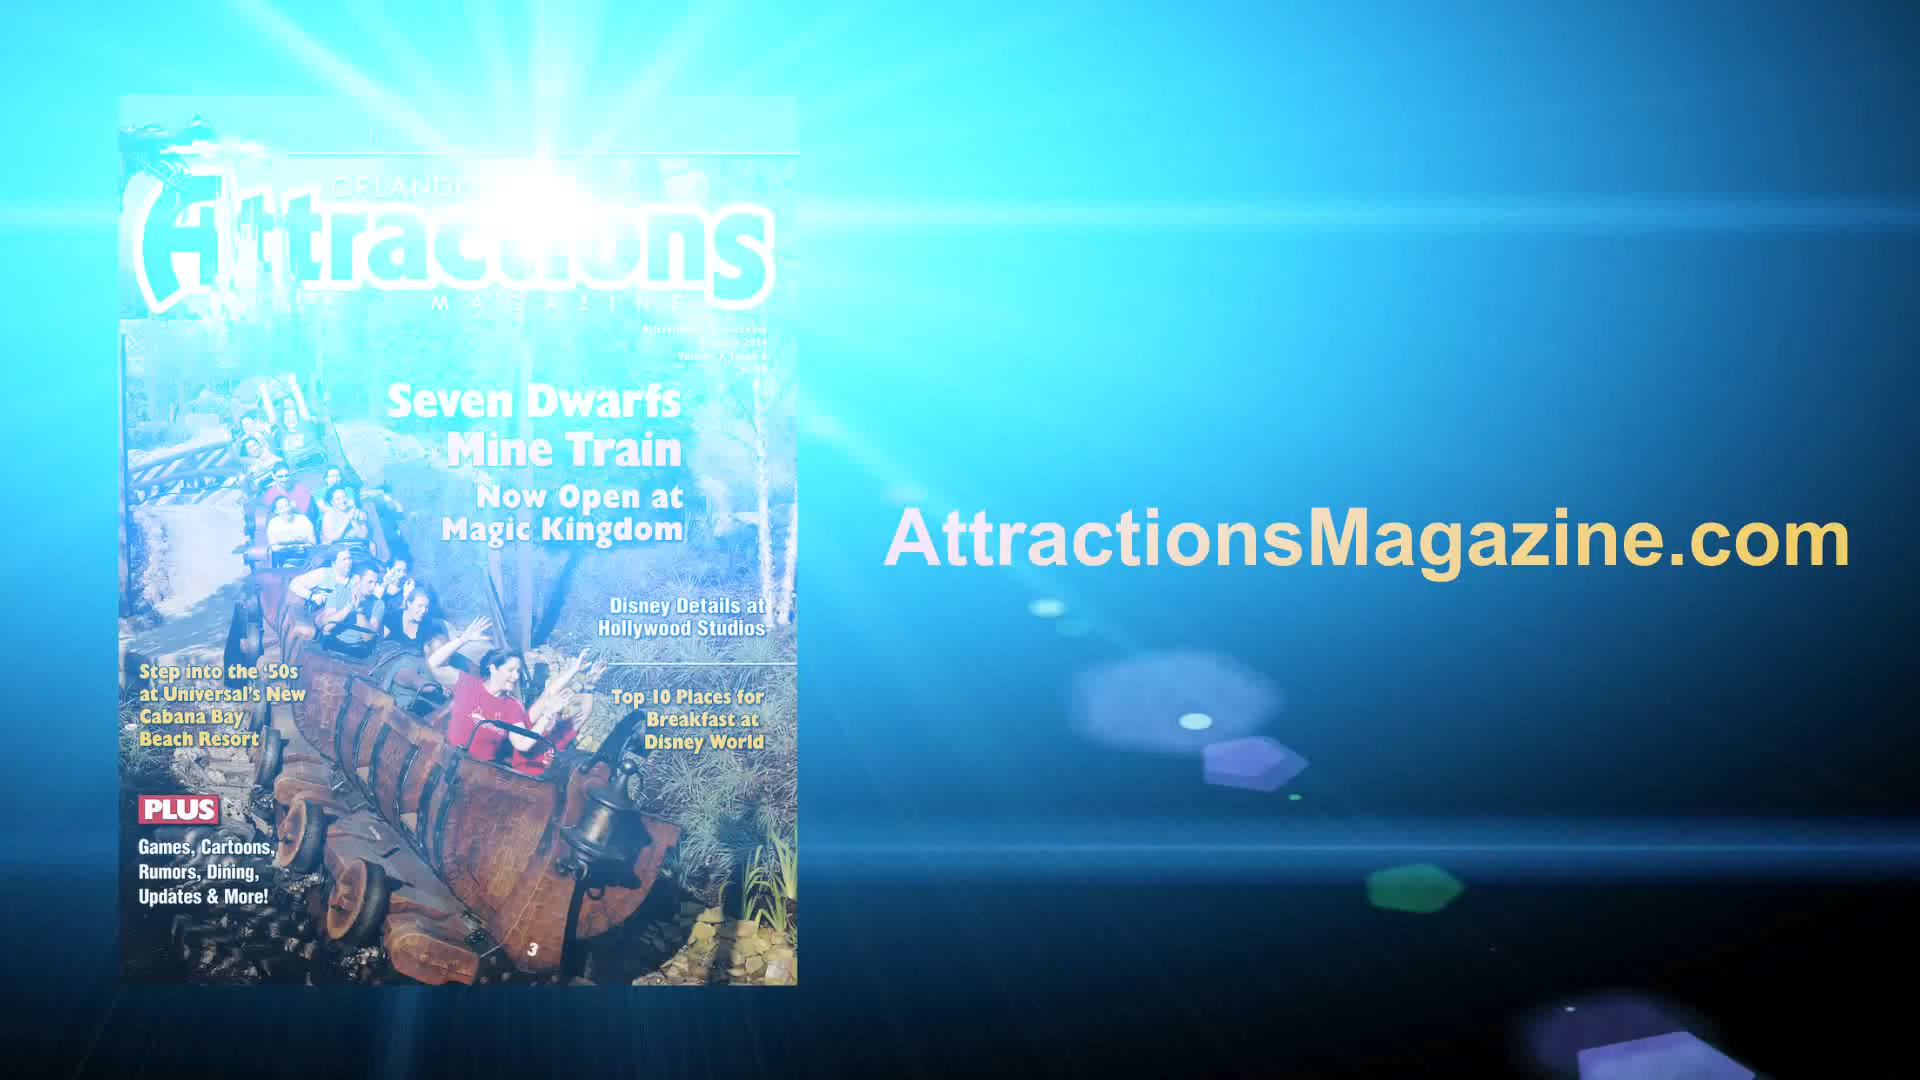 ORLANDO
Attractions
MAGAZINE
Seven Dwarfs
Mine Train
Now Open at
Magic Kingdom
Disney Details at
Hollywood Studios
Step into the '50s
at Universal's New
Cabana Bay
Beach Resort
Top 10 Places for
Breakfast at
Disney World
PLUS
Games, Cartoons,
Rumors, Dining,
Updates & More!
3
AttractionsMagazine.com